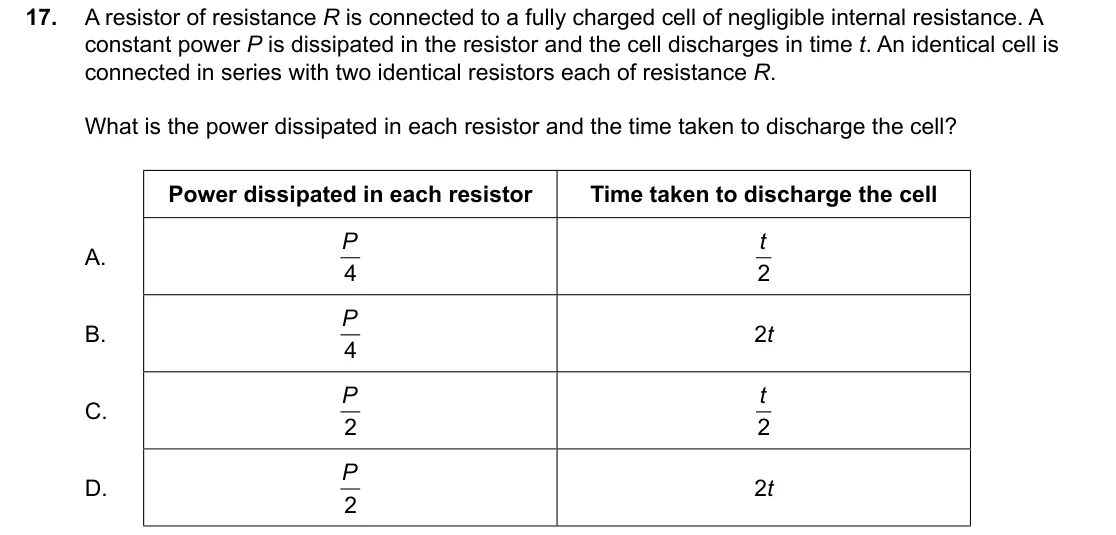 17. A resistor of resistance R is connected to a fully charged cell of negligible internal resistance. A
constant power P is dissipated in the resistor and the cell discharges in time t. An identical cell is
connected in series with two identical resistors each of resistance R.
What is the power dissipated in each resistor and the time taken to discharge the cell?
Power dissipated in each resistor Time taken to discharge the cell
A. P/4 t/2
B. P/4 2t
C. P/2 t/2
D. P/2 2t